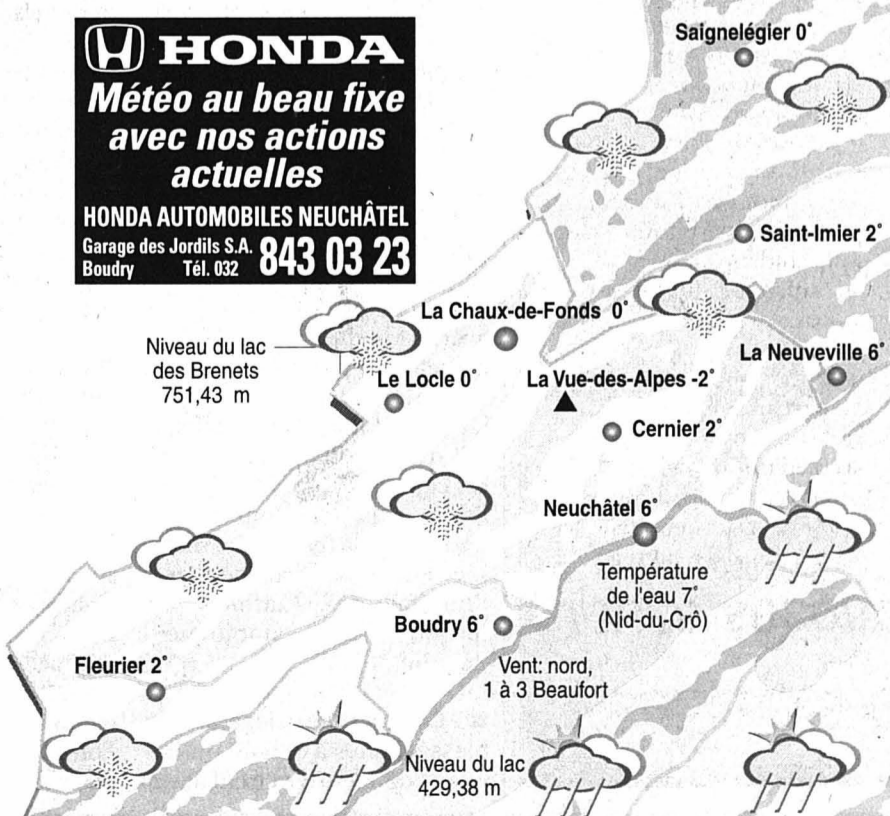 HONDA
Météo au beau fixe
avec nos actions
actuelles
HONDA AUTOMOBILES NEUCHÂTEL
Garage des Jordils S.A.
Boudry Tél. 032 843 03 23
Saignelégier 0°
Saint-Imier 2°
La Chaux-de-Fonds 0°
Niveau du lac
des Brenets
751,43 m
La Neuveville 6°
Le Locle 0°
La Vue-des-Alpes -2°
Cernier 2°
Neuchâtel 6°
Température
de l'eau 7°
(Nid-du-Crô)
Boudry 6°
Fleurier 2°
Vent: nord,
1 à 3 Beaufort
Niveau du lac
429,38 m